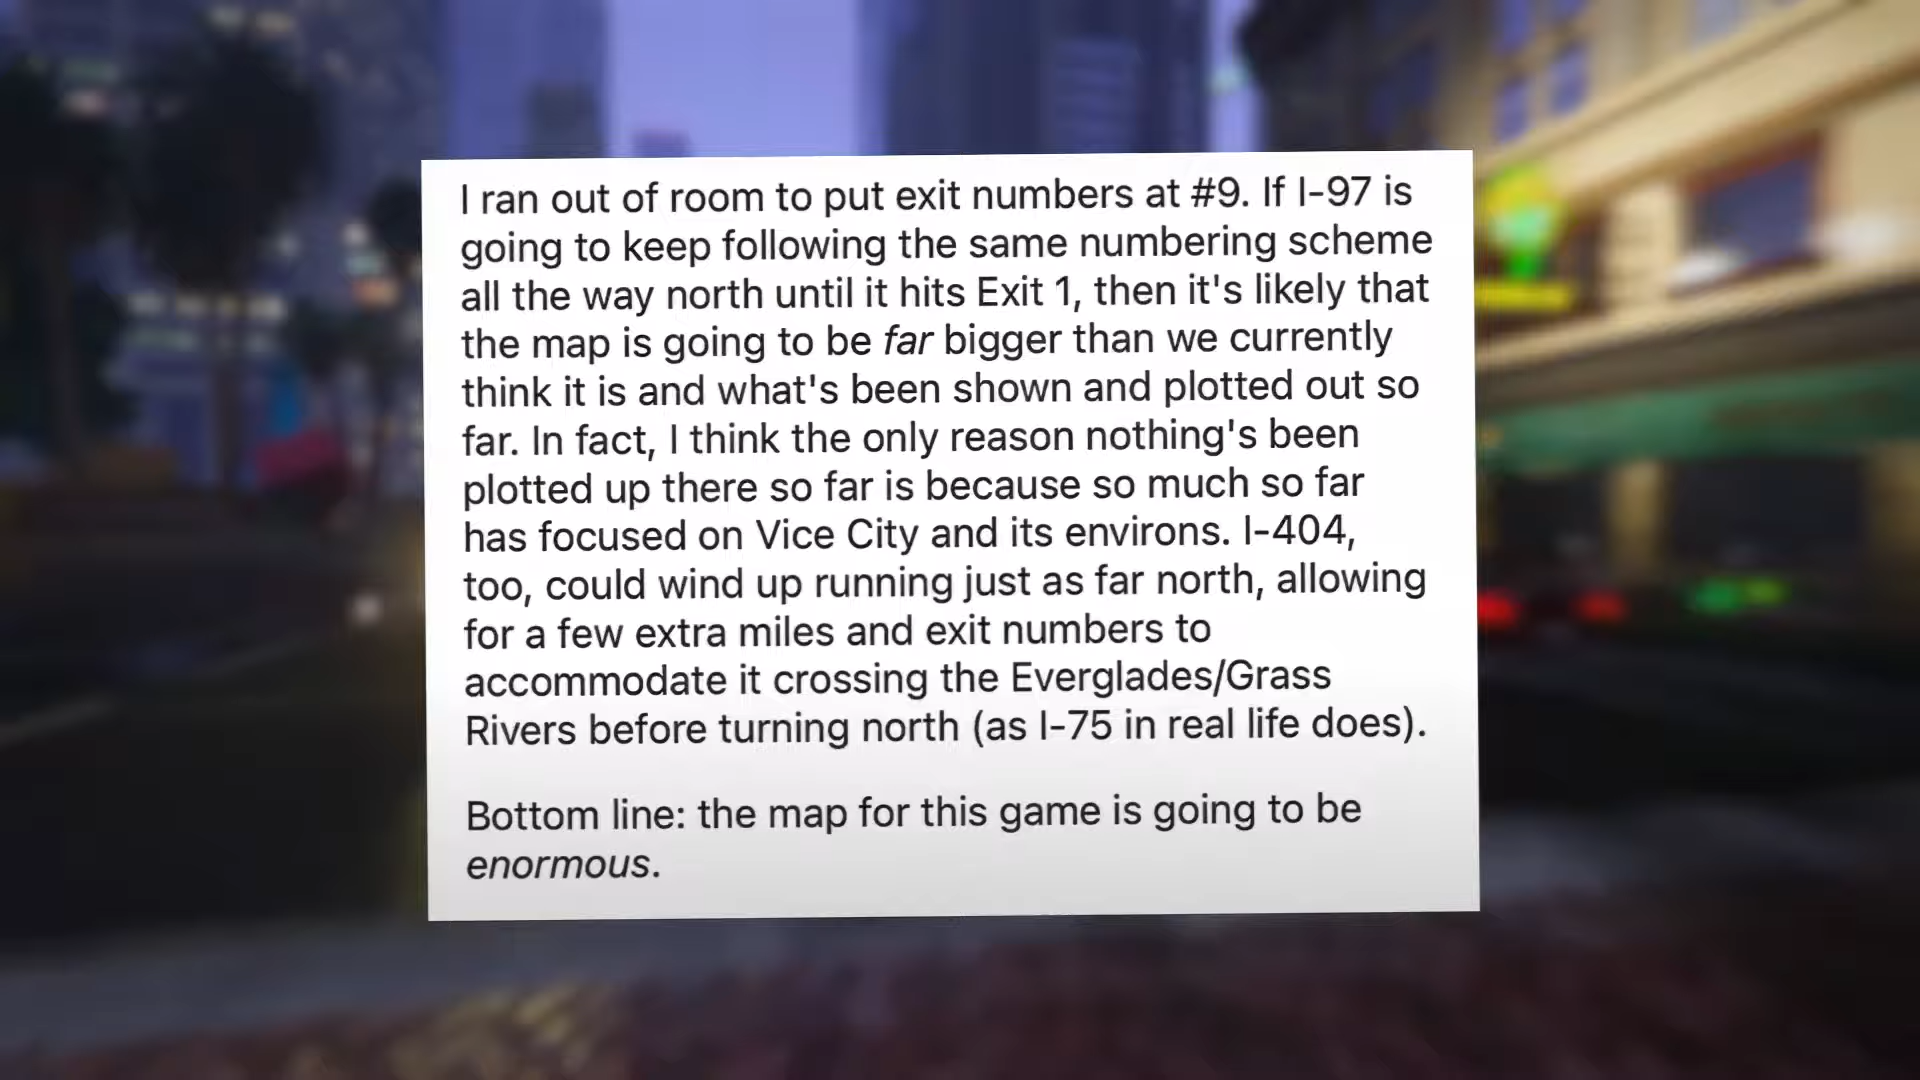 I ran out of room to put exit numbers at #9. If I-97 is
going to keep following the same numbering scheme
all the way north until it hits Exit 1, then it's likely that
the map is going to be far bigger than we currently
think it is and what's been shown and plotted out so
far. In fact, I think the only reason nothing's been
plotted up there so far is because so much so far
has focused on Vice City and its environs. I-404,
too, could wind up running just as far north, allowing
for a few extra miles and exit numbers to
accommodate it crossing the Everglades/Grass
Rivers before turning north (as I-75 in real life does).
Bottom line: the map for this game is going to be
enormous.